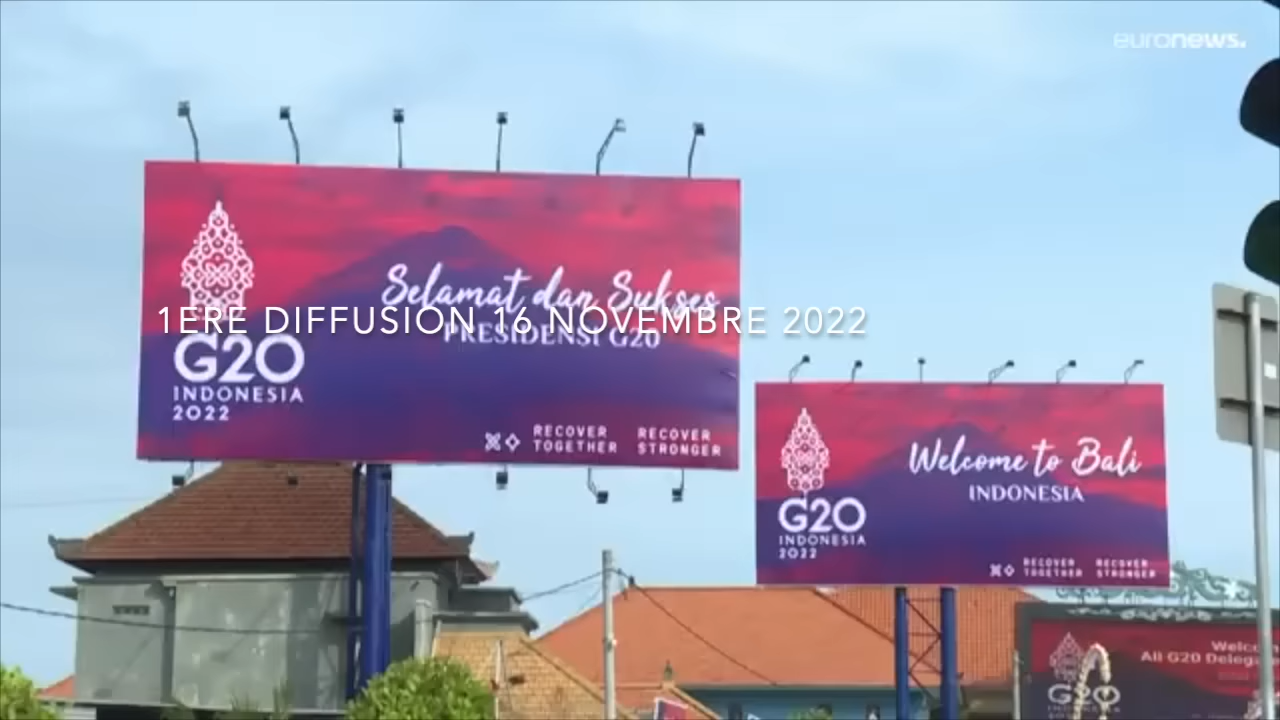 euronews.
Selamat dan Sukses
1ERE DIFFUSION 16 NOVEMBRE 2022
PRESIDENSI G20
G20
INDONESIA
2022
RECOVER
TOGETHER
RECOVER
STRONGER
Welcome to Bali
INDONESIA
G20
INDONESIA
2022
RECOVER
TOGETHER
RECOVER
STRONGER
All G20
G20